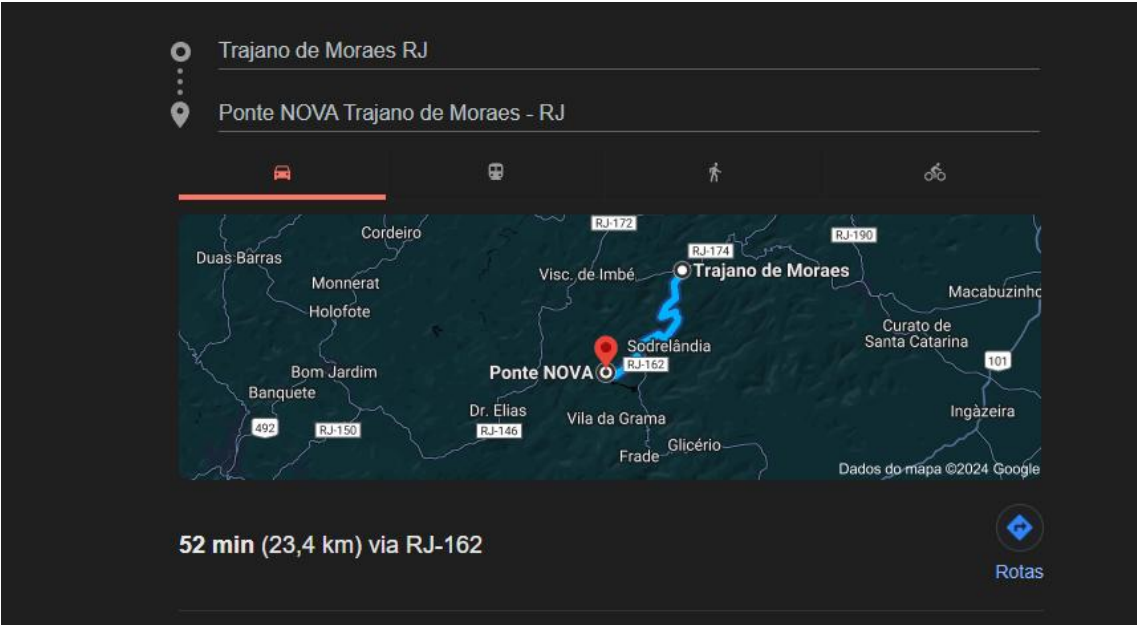 Trajano de Moraes RJ
Ponte NOVA Trajano de Moraes - RJ
RJ-172
Cordeiro
RJ-190
Duas Barras
RJ-174
Visc. de Imbé
Trajano de Moraes
Monnerat
Macabuzinho
Holofote
Curato de
Santa Catarina
Sodrelândia
101
Bom Jardim
Ponte NOVA
RJ-162
Banquete
Dr. Elias
Vila da Grama
Ingàzeira
492
RJ-150
RJ-146
Glicério
Frade
Dados do mapa ©2024 Google
52 min (23,4 km) via RJ-162
Rotas